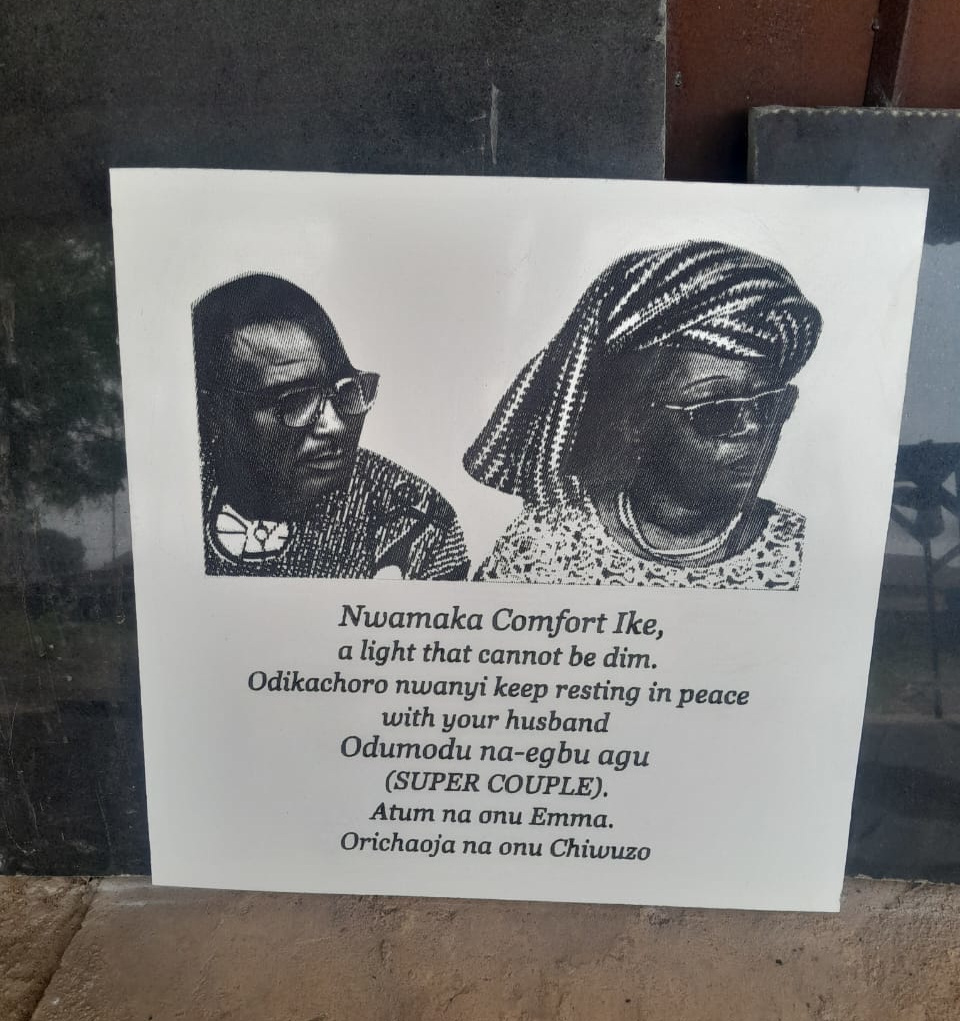 Nwamaka Comfort Ike,
a light that cannot be dim.
Odikachoro nwanyi keep resting in peace
with your husband
Odumodu na-egbu agu
(SUPER COUPLE).
Atum na onu Emma.
Orichaoja na onu Chiwuzo